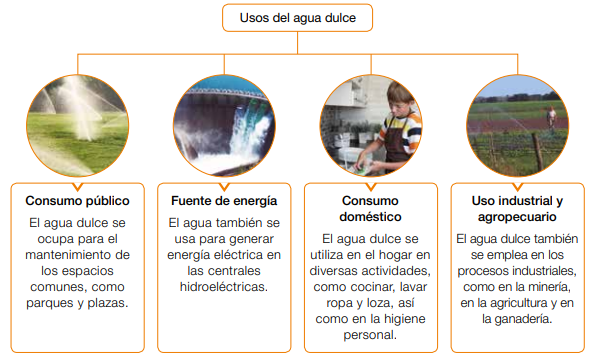 Usos del agua dulce
Consumo público
El agua dulce se
ocupa para el
mantenimiento de
los espacios
comunes, como
parques y plazas.
Fuente de energía
El agua también se
usa para generar
energía eléctrica en
las centrales
hidroeléctricas.
Consumo
doméstico
El agua dulce se
utiliza en el hogar en
diversas actividades,
como cocinar, lavar
ropa y loza, así
como en la higiene
personal.
Uso industrial y
agropecuario
El agua dulce también
se emplea en los
procesos industriales,
como en la minería,
en la agricultura y en
la ganadería.